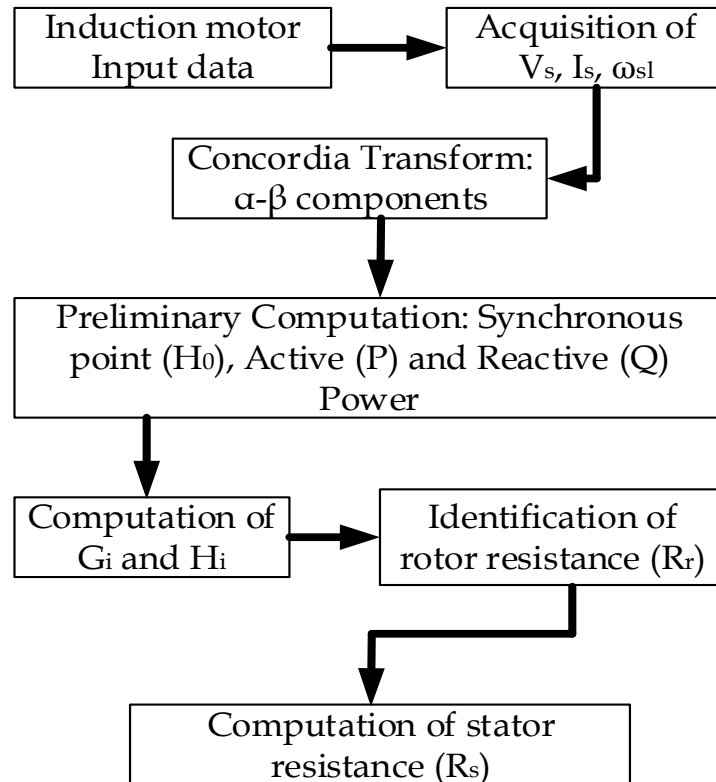 Induction motor
Input data
Acquisition of
Vs, Is, ωsl
Concordia Transform:
α-β components
Preliminary Computation: Synchronous
point (H0), Active (P) and Reactive (Q)
Power
Computation of
Gi and Hi
Identification of
rotor resistance (Rr)
Computation of stator
resistance (Rs)